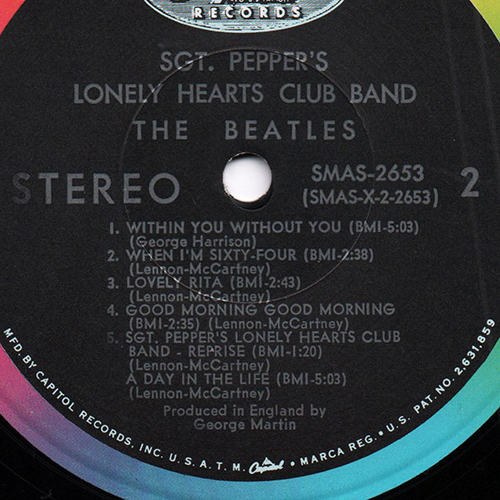 RECORDS
SGT. PEPPER'S
LONELY HEARTS CLUB BAND
THE BEATLES
STEREO
SMAS-2653
(SMAS-X-2-2653)
2
1. WITHIN YOU WITHOUT YOU (BMI-5:03)
(George Harrison)
2. WHEN I'M SIXTY-FOUR (BMI-2:38)
(Lennon-McCartney)
3. LOVELY RITA (BMI-2:43)
(Lennon-McCartney)
4. GOOD MORNING GOOD MORNING
(BMI-2:35) (Lennon-McCartney)
5. SGT. PEPPER'S LONELY HEARTS CLUB
BAND - REPRISE (BMI-1:20)
A DAY IN THE LIFE (BMI-5:03)
(Lennon-McCartney)
Produced in England by
George Martin
MFD. BY CAPITOL RECORDS, INC. U.S.A. T.M. Capitol • MARCA REG. • U.S. PAT. NO. 2,631,859